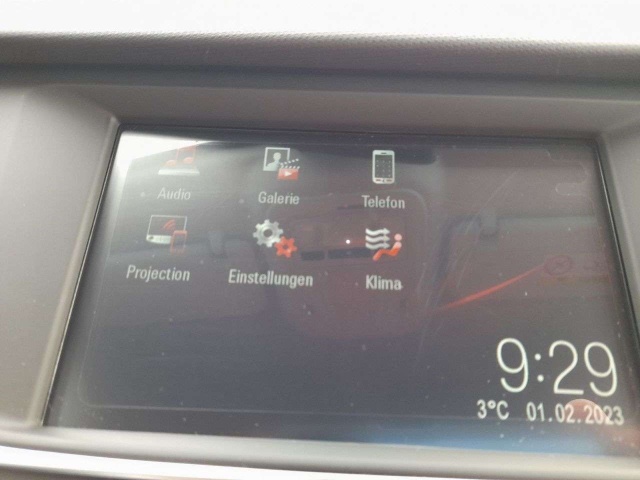 Audio Galerie Telefon
Projection Einstellungen Klima
9:29
3°C 01.02.2023